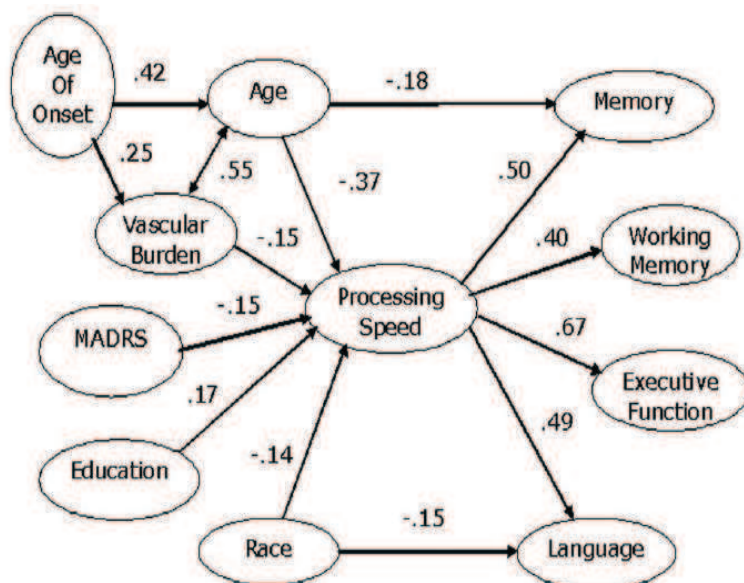 Age
Of
Onset
.42
Age
-.18
Memory
.25
.55
-.37
.50
Vascular
Burden
-.15
.40
Working
Memory
Processing
Speed
MADRS
-.15
.67
Executive
Function
.17
.49
Education
-.14
-.15
Race
Language